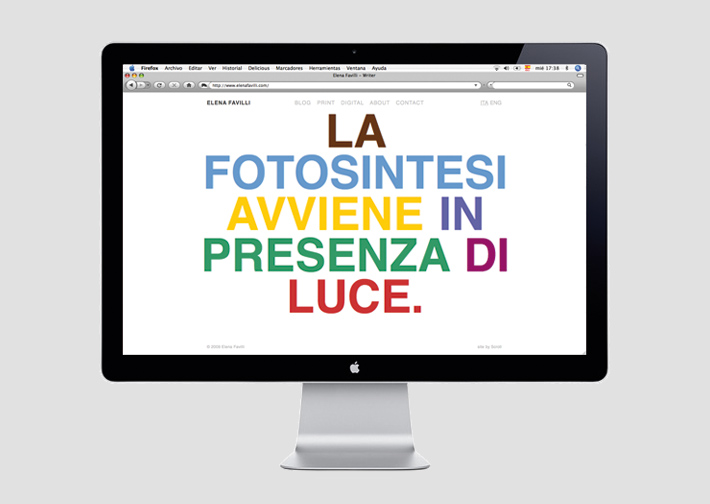 Firefox Archivo Editar Ver Historial Delicious Marcadores Herramientas Ventana Ayuda mié 17:38
Elena Favilli - Writer
http://www.elenafavilli.com/
ELENA FAVILLI BLOG PRINT DIGITAL ABOUT CONTACT ITA ENG
LA
FOTOSINTESI
AVVIENE IN
PRESENZA DI
LUCE.
© 2009 Elena Favilli site by